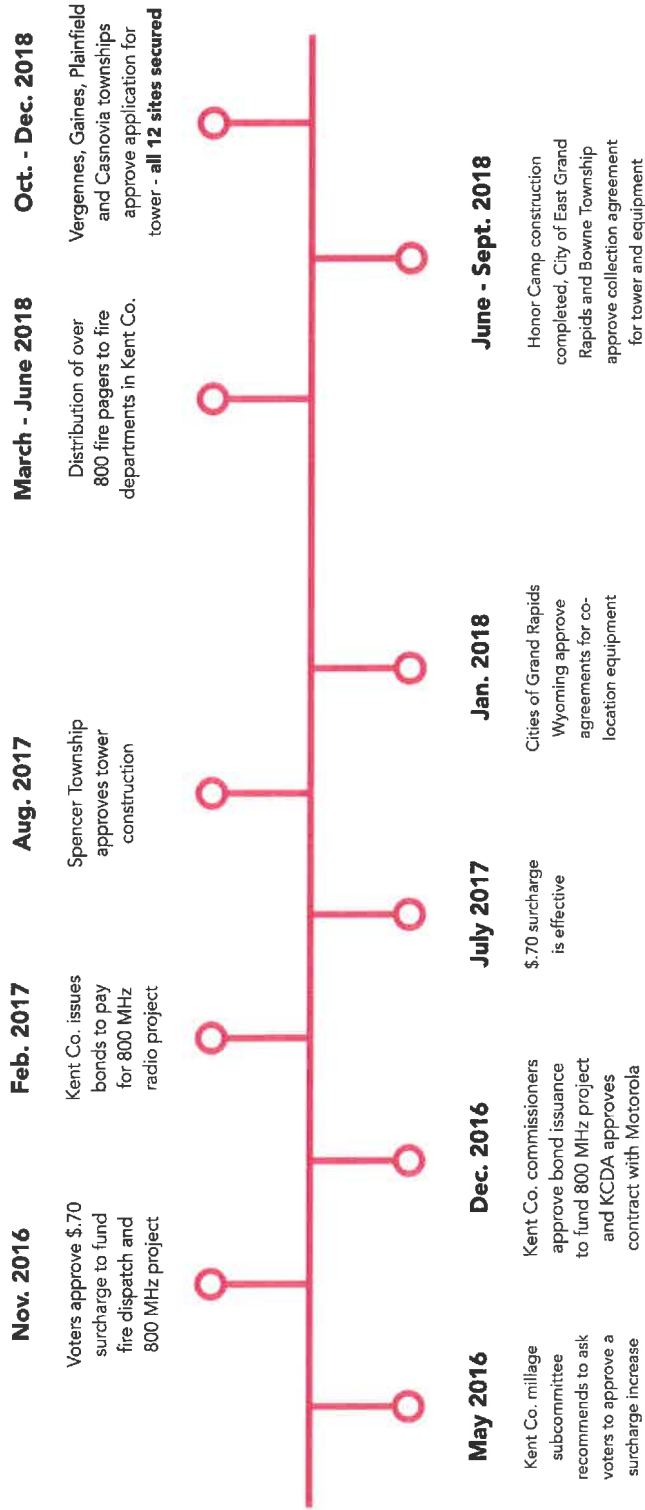 May 2016
Kent Co. millage
subcommittee
recommends to ask
voters to approve a
surcharge increase
Nov. 2016
Voters approve $.70
surcharge to fund
fire dispatch and
800 MHz project
Dec. 2016
Kent Co. commissioners
approve bond issuance
to fund 800 MHz project
and KCDA approves
contract with Motorola
Feb. 2017
Kent Co. issues
bonds to pay
for 800 MHz
radio project
July 2017
$.70 surcharge
is effective
Aug. 2017
Spencer Township
approves tower
construction
Jan. 2018
Cities of Grand Rapids
Wyoming approve
agreements for co-
location equipment
March - June 2018
Distribution of over
800 fire pagers to fire
departments in Kent Co.
June - Sept. 2018
Honor Camp construction
completed, City of East Grand
Rapids and Bowne Township
approve collection agreement
for tower and equipment
Oct. - Dec. 2018
Vergennes, Gaines, Plainfield
and Casnovia townships
approve application for
tower - all 12 sites secured